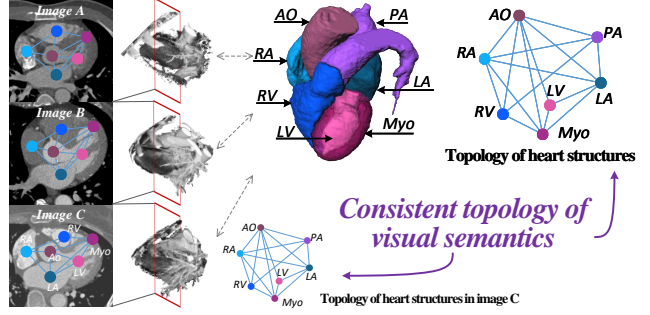 Image A
Image B
Image C
RV
RA
Ao
Myo
LV
LA
AO
PA
RA
RV
LA
LV
Myo
AO
PA
RA
LA
RV
LV
Myo
Topology of heart structures
Consistent topology of
visual semantics
AO
PA
RA
LA
LV
RV
Myo
Topology of heart structures in image C